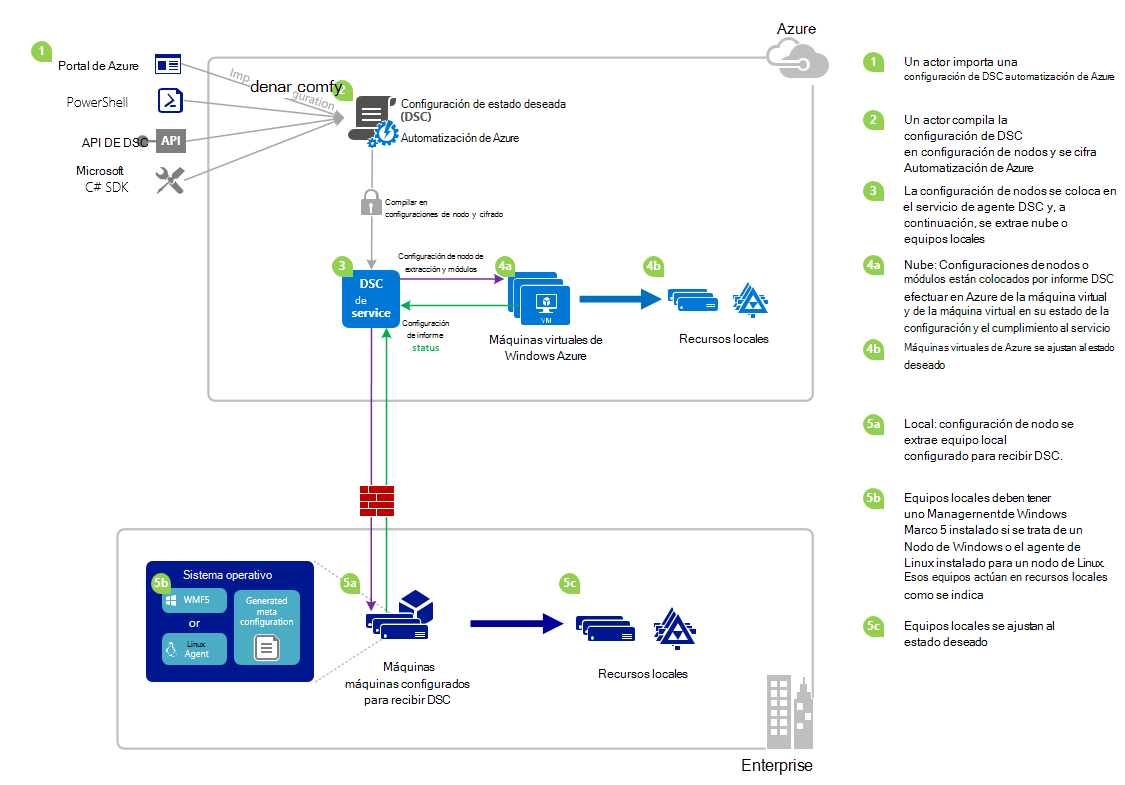 Azure
1
Portal de Azure
PowerShell
API DE DSC
API
Microsoft
C# SDK
Imp
denar comfy
guration
2
Configuración de estado deseada
(DSC)
Automatización de Azure
Compilar en
configuraciones de nodo y cifrado
3
DSC
de
service
Configuración de nodo de
extracción y módulos
4a
4b
Configuración
de informe
status
VM
Máquinas virtuales de
Windows Azure
Recursos locales
5b
Sistema operativo
WMF5
or
Linux
Agent
Generated
meta
configuration
5a
5c
Máquinas
máquinas configurados
para recibir DSC
Recursos locales
Enterprise
1
Un actor importa una
configuración de DSC automatización de Azure
2
Un actor compila la
configuración de DSC
en configuración de nodos y se cifra
Automatización de Azure
3
La configuración de nodos se coloca en
el servicio de agente DSC y, a
continuación, se extrae nube o
equipos locales
4a
Nube: Configuraciones de nodos o
módulos están colocados por informe DSC
efectuar en Azure de la máquina virtual
y de la máquina virtual en su estado de la
configuración y el cumplimiento al servicio
4b
Máquinas virtuales de Azure se ajustan al estado
deseado
5a
Local: configuración de nodo se
extrae equipo local
configurado para recibir DSC.
5b
Equipos locales deben tener
uno Managernent de Windows
Marco 5 instalado si se trata de un
Nodo de Windows o el agente de
Linux instalado para un nodo de Linux.
Esos equipos actúan en recursos locales
como se indica
5c
Equipos locales se ajustan al
estado deseado